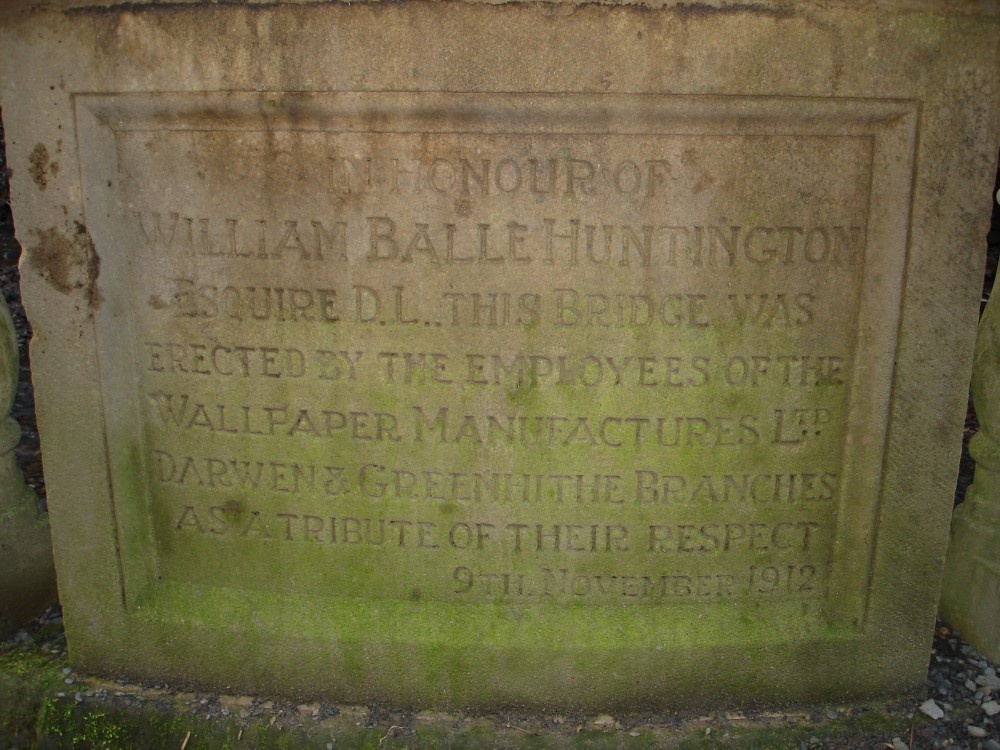 IN HONOUR OF
WILLIAM BALLE HUNTINGTON
ESQUIRE D.L., THIS BRIDGE WAS
ERECTED BY THE EMPLOYEES OF THE
WALLPAPER MANUFACTURES LTD
DARWEN & GREENHITHE BRANCHES
AS A TRIBUTE OF THEIR RESPECT
9TH. NOVEMBER 1912